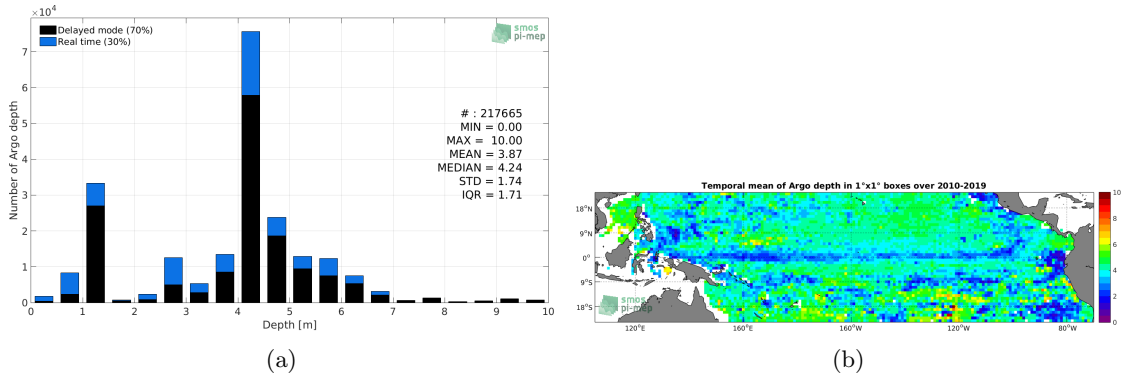 ×10⁴
Delayed mode (70%)
Real time (30%)
smos
pi-mep
7
6
5
4
3
2
1
0
Number of Argo depth
# : 217665
MIN = 0.00
MAX = 10.00
MEAN = 3.87
MEDIAN = 4.24
STD = 1.74
IQR = 1.71
0 1 2 3 4 5 6 7 8 9 10
Depth [m]
(a)
Temporal mean of Argo depth in 1°x1° boxes over 2010-2019
18°N
9°N
0°
9°S
18°S
smos
pi-mep
120°E 160°E 160°W 120°W 80°W
10
8
6
4
2
0
(b)